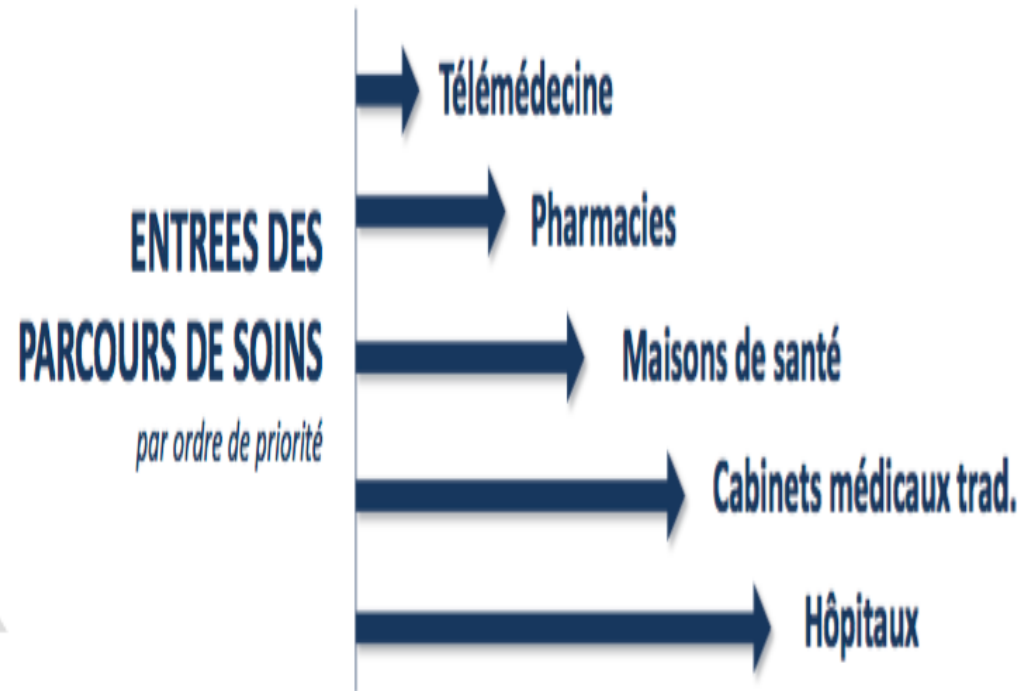 ENTREES DES
PARCOURS DE SOINS
par ordre de priorité
Télémédecine
Pharmacies
Maisons de santé
Cabinets médicaux trad.
Hôpitaux